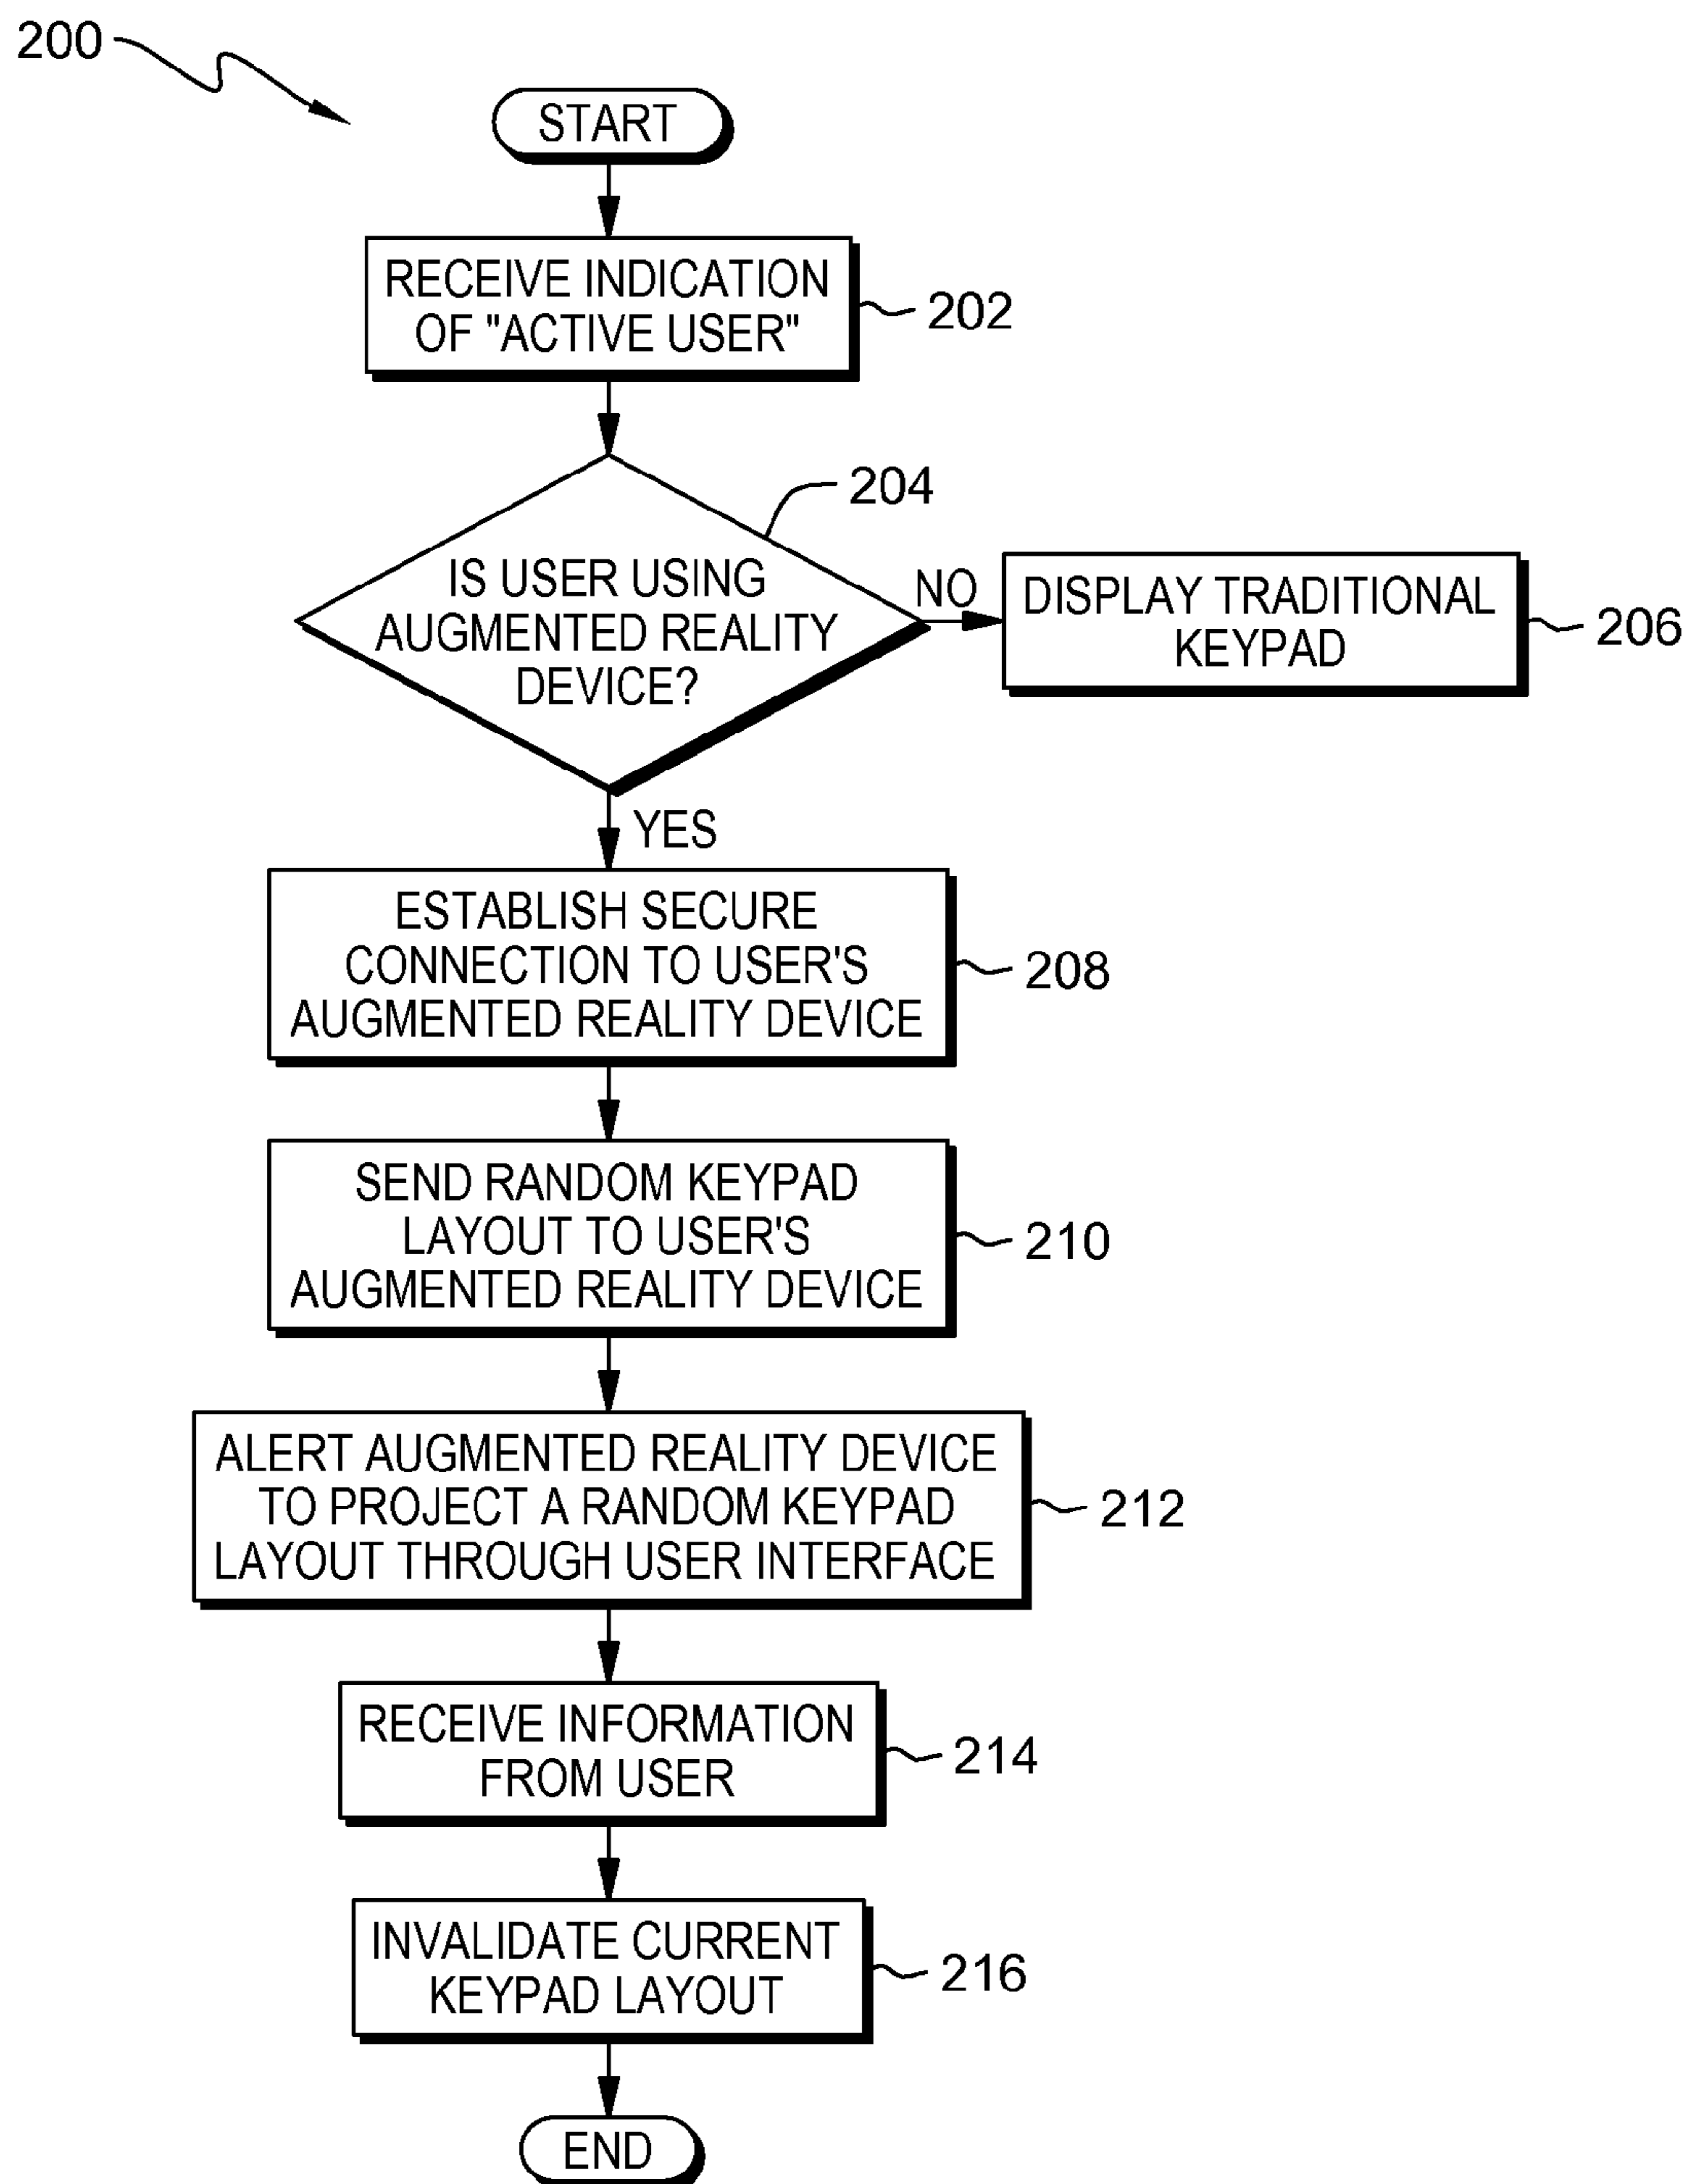 200
START
RECEIVE INDICATION
OF "ACTIVE USER"
202
204
IS USER USING
AUGMENTED REALITY
DEVICE?
NO
DISPLAY TRADITIONAL
KEYPAD
206
YES
ESTABLISH SECURE
CONNECTION TO USER'S
AUGMENTED REALITY DEVICE
208
SEND RANDOM KEYPAD
LAYOUT TO USER'S
AUGMENTED REALITY DEVICE
210
ALERT AUGMENTED REALITY DEVICE
TO PROJECT A RANDOM KEYPAD
LAYOUT THROUGH USER INTERFACE
212
RECEIVE INFORMATION
FROM USER
214
INVALIDATE CURRENT
KEYPAD LAYOUT
216
END